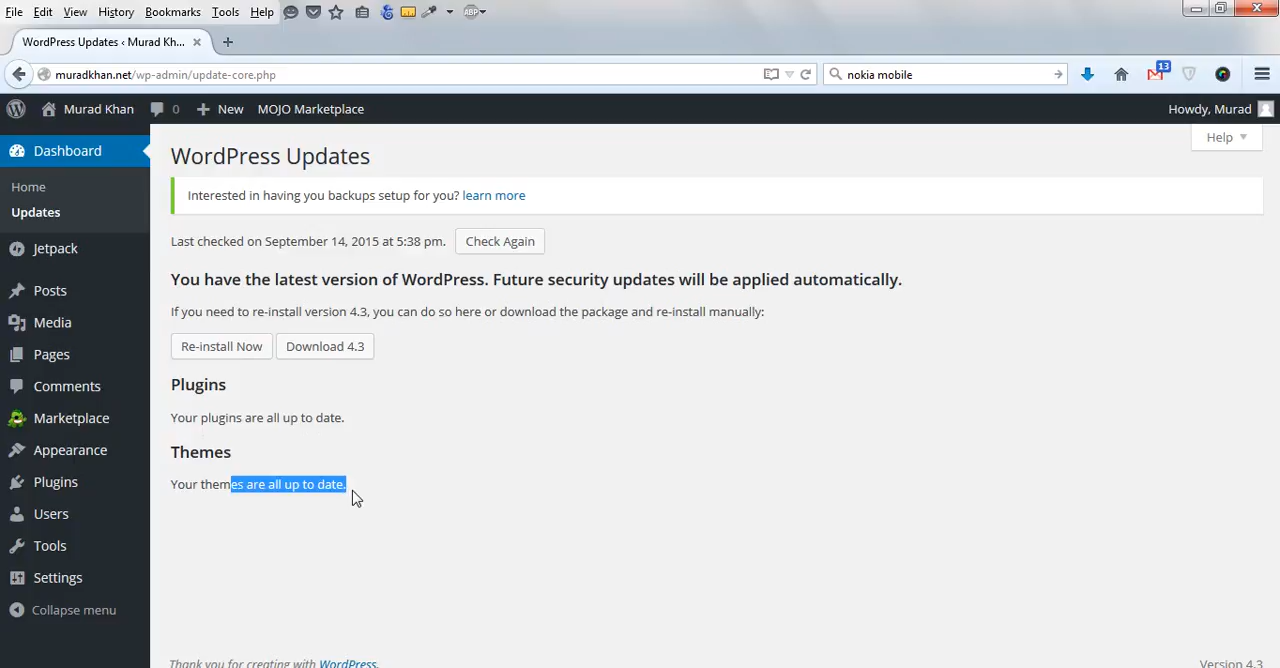 File Edit View History Bookmarks Tools Help ABP
WordPress Updates ‹ Murad Kh... × +
muradkhan.net/wp-admin/update-core.php nokia mobile 13
Murad Khan 0 + New MOJO Marketplace Howdy, Murad
Dashboard
Home
Updates
Jetpack
Posts
Media
Pages
Comments
Marketplace
Appearance
Plugins
Users
Tools
Settings
Collapse menu
Help
WordPress Updates
Interested in having you backups setup for you? learn more
Last checked on September 14, 2015 at 5:38 pm. Check Again
You have the latest version of WordPress. Future security updates will be applied automatically.
If you need to re-install version 4.3, you can do so here or download the package and re-install manually:
Re-install Now Download 4.3
Plugins
Your plugins are all up to date.
Themes
Your themes are all up to date.
Thank you for creating with WordPress. Version 4.3